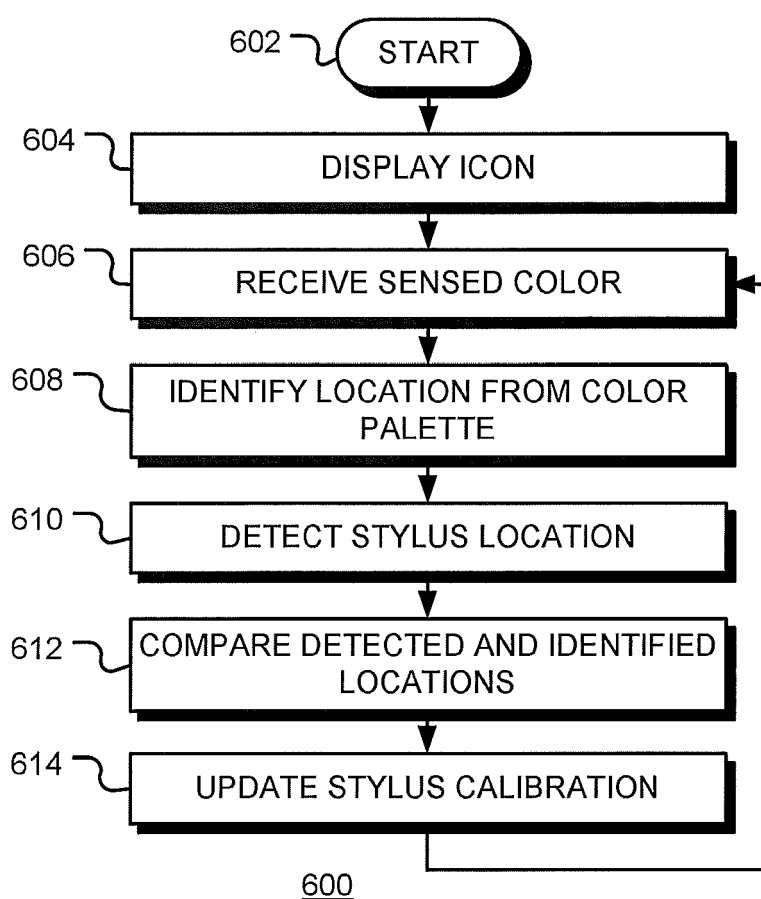 602
START
604
DISPLAY ICON
606
RECEIVE SENSED COLOR
608
IDENTIFY LOCATION FROM COLOR
PALETTE
610
DETECT STYLUS LOCATION
612
COMPARE DETECTED AND IDENTIFIED
LOCATIONS
614
UPDATE STYLUS CALIBRATION
600